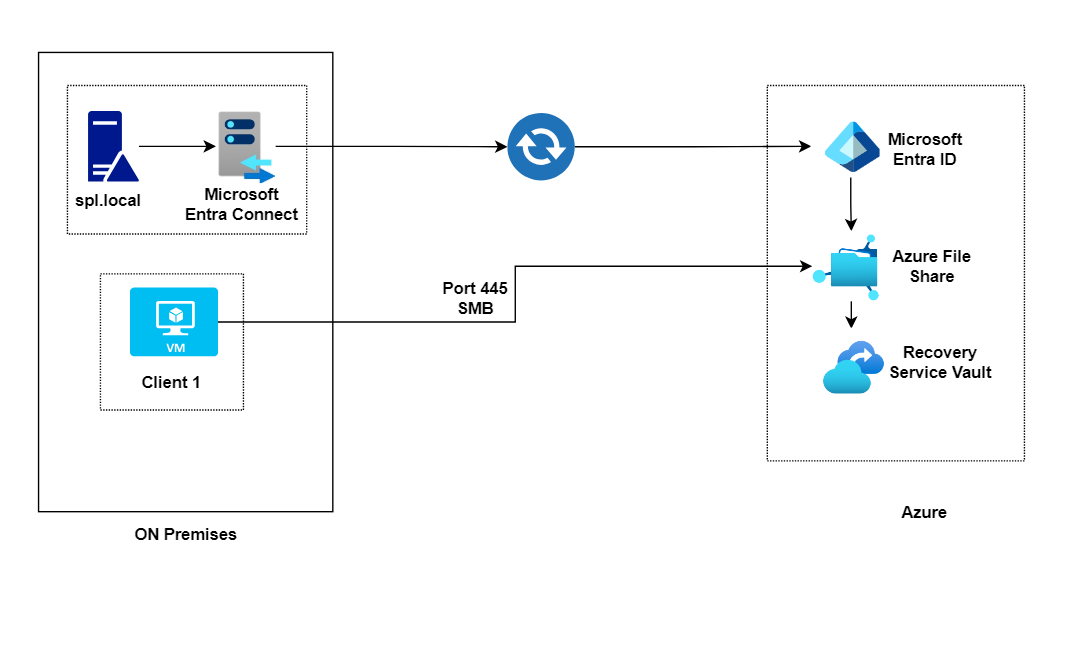 spl.local
Microsoft
Entra Connect
Microsoft
Entra ID
Port 445
SMB
Azure File
Share
VM
Client 1
Recovery
Service Vault
ON Premises
Azure